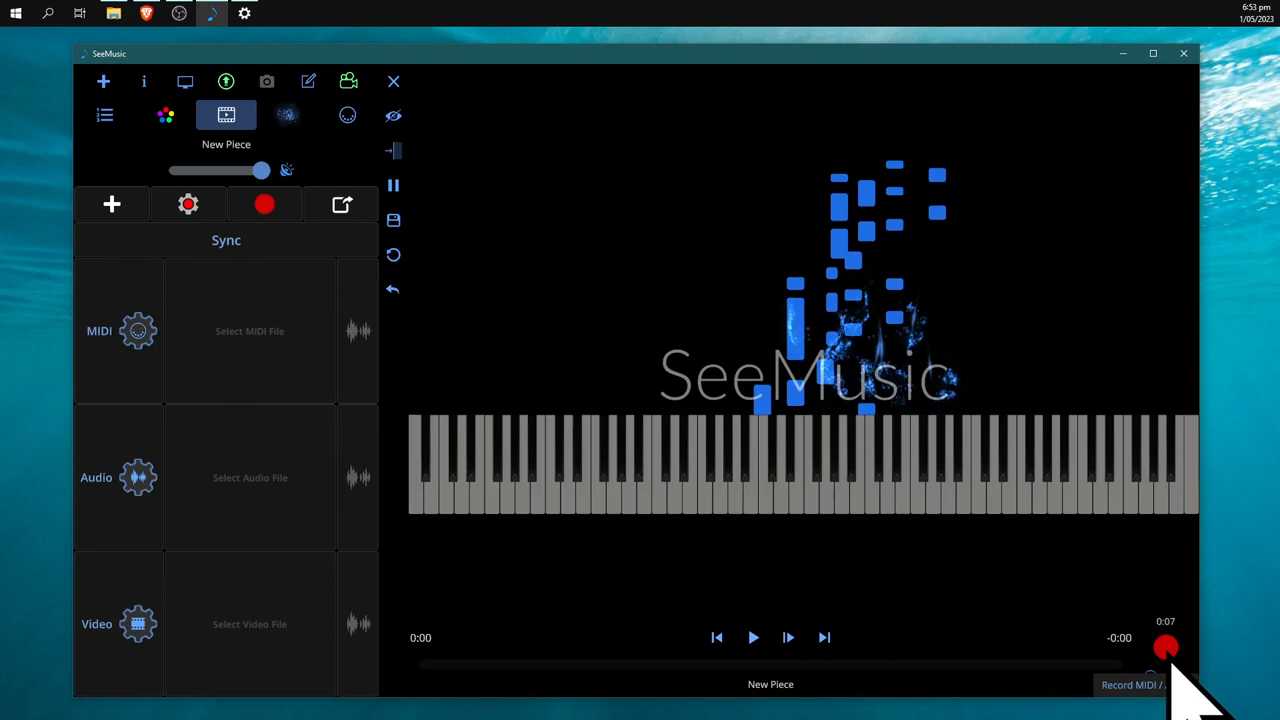 6:53 pm
1/05/2023
SeeMusic
New Piece
Sync
MIDI
Select MIDI File
Audio
Select Audio File
Video
Select Video File
SeeMusic
0:07
0:00
-0:00
New Piece
Record MIDI /